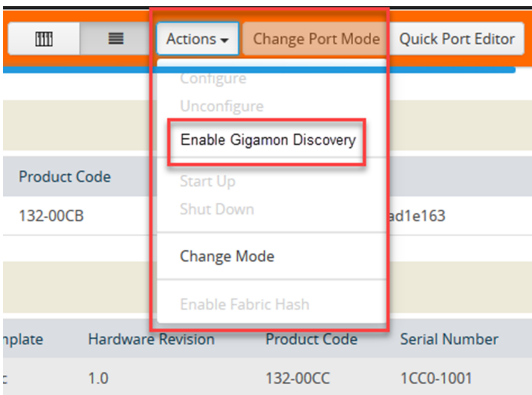 Actions Change Port Mode Quick Port Editor
Configure
Unconfigure
Enable Gigamon Discovery
Product Code
Start Up
132-00CB
Shut Down
ad1e163
Change Mode
Enable Fabric Hash
nplate Hardware Revision Product Code Serial Number
c 1.0 132-00CC 1CC0-1001